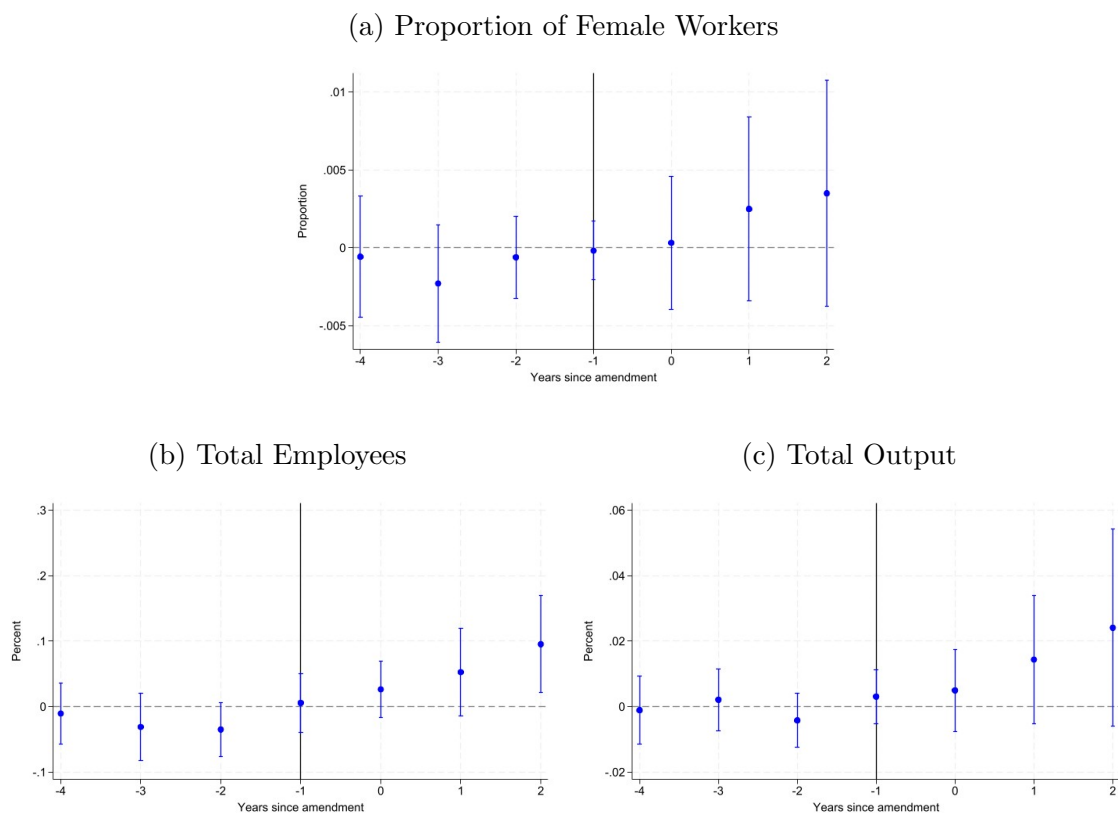 (a) Proportion of Female Workers
.01
.005
0
-.005
Proportion
-4 -3 -2 -1 0 1 2
Years since amendment
(b) Total Employees
.3
.2
.1
0
-.1
Percent
-4 -3 -2 -1 0 1 2
Years since amendment
(c) Total Output
.06
.04
.02
0
-.02
Percent
-4 -3 -2 -1 0 1 2
Years since amendment